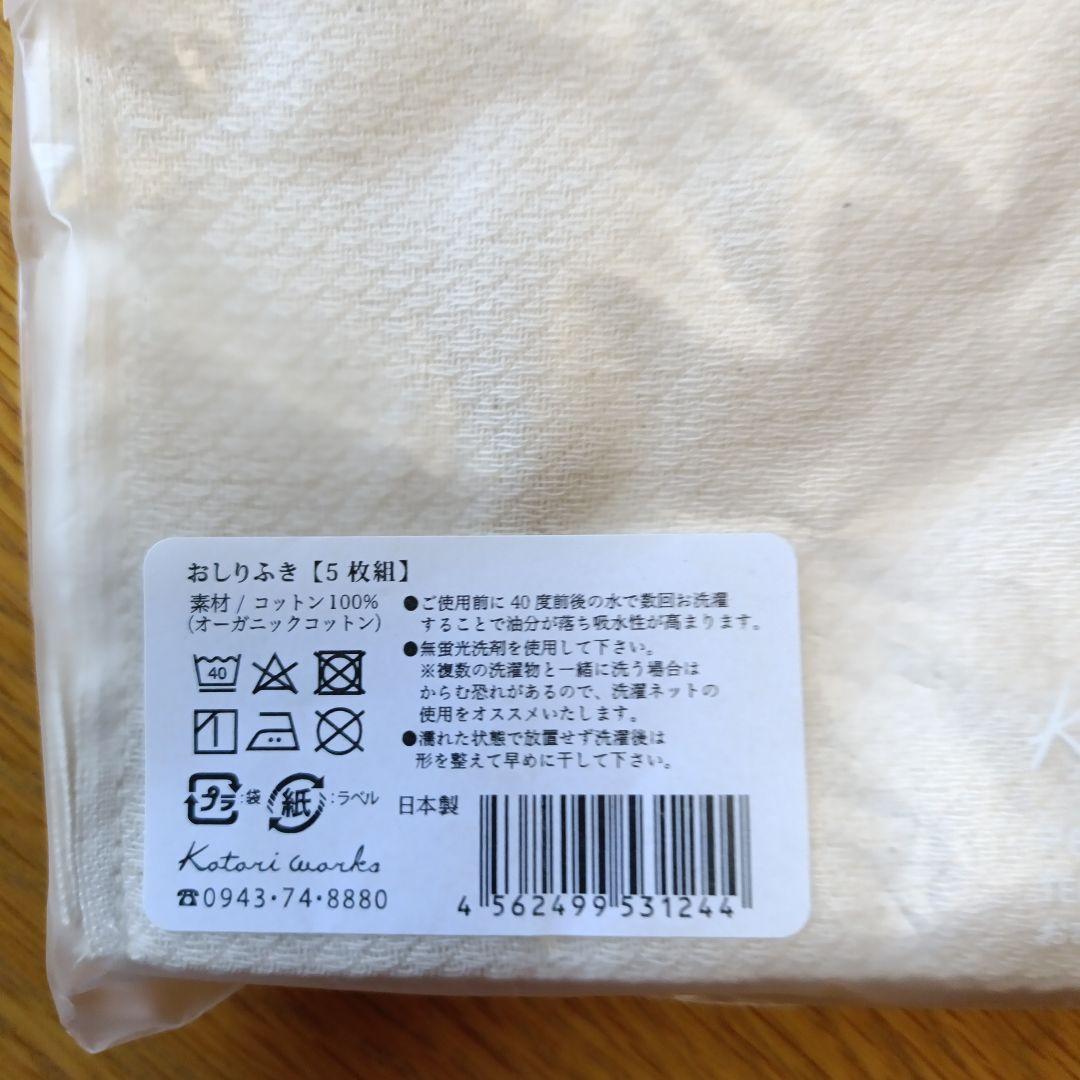 おしりふき【5枚組】
素材 / コットン100%
(オーガニックコットン)
40
プラ:袋
紙:ラベル
Kotori works
☎0943・74・8880
●ご使用前に 40 度前後の水で数回お洗濯
することで油分が落ち吸水性が高まります。
●無蛍光洗剤を使用して下さい。
※複数の洗濯物と一緒に洗う場合は
からむ恐れがあるので、洗濯ネットの
使用をオススメいたします。
●濡れた状態で放置せず洗濯後は
形を整えて早めに干して下さい。
日本製
4 562499 531244